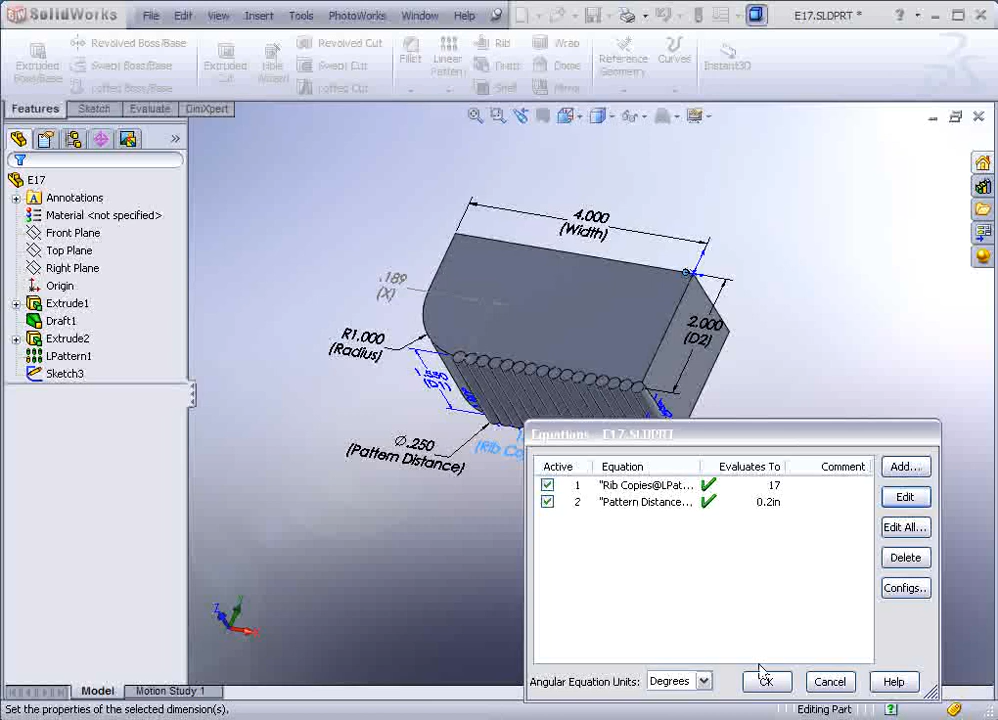 SolidWorks
File Edit View Insert Tools PhotoWorks Window Help
E17.SLDPRT *
Extruded Boss/Base
Revolved Boss/Base
Swept Boss/Base
Lofted Boss/Base
Extruded Cut
Hole Wizard
Revolved Cut
Swept Cut
Lofted Cut
Fillet
Linear Pattern
Rib
Draft
Shell
Wrap
Dome
Mirror
Reference Geometry
Curves
Instant3D
Features Sketch Evaluate DimXpert
E17
Annotations
Material <not specified>
Front Plane
Top Plane
Right Plane
Origin
Extrude1
Draft1
Extrude2
LPattern1
Sketch3
4.000
(Width)
.189
(X)
R1.000
(Radius)
2.000
(D2)
(D1)
Ø.250
(Pattern Distance)
(Rib Co
Equations - E17.SLDPRT
Active Equation Evaluates To Comment
1 "Rib Copies@LPat... 17
2 "Pattern Distance... 0.2in
Add...
Edit
Edit All...
Delete
Configs..
Angular Equation Units: Degrees OK Cancel Help
Z
Model Motion Study 1
Set the properties of the selected dimension(s). Editing Part